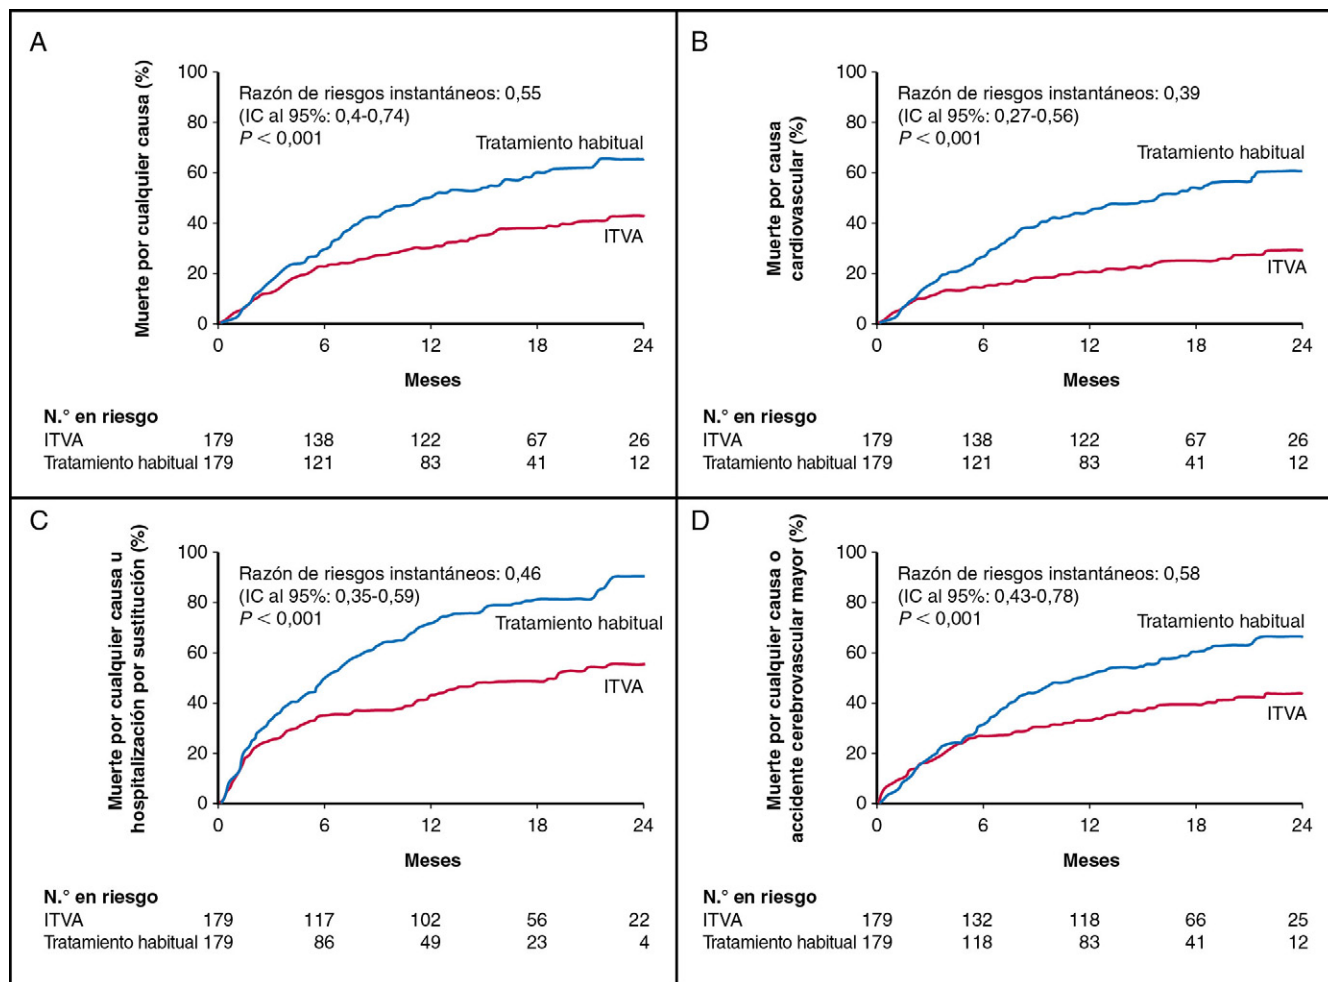 A
Muerte por cualquier causa (%)
100
80
60
40
20
0
Razón de riesgos instantáneos: 0,55
(IC al 95%: 0,4-0,74)
P < 0,001
Tratamiento habitual
ITVA
0 6 12 18 24
Meses
N.° en riesgo
ITVA 179 138 122 67 26
Tratamiento habitual 179 121 83 41 12
B
Muerte por causa
cardiovascular (%)
100
80
60
40
20
0
Razón de riesgos instantáneos: 0,39
(IC al 95%: 0,27-0,56)
P < 0,001
Tratamiento habitual
ITVA
0 6 12 18 24
Meses
N.° en riesgo
ITVA 179 138 122 67 26
Tratamiento habitual 179 121 83 41 12
C
Muerte por cualquier causa u
hospitalización por sustitución (%)
100
80
60
40
20
0
Razón de riesgos instantáneos: 0,46
(IC al 95%: 0,35-0,59)
P < 0,001
Tratamiento habitual
ITVA
0 6 12 18 24
Meses
N.° en riesgo
ITVA 179 117 102 56 22
Tratamiento habitual 179 86 49 23 4
D
Muerte por cualquier causa o
accidente cerebrovascular mayor (%)
100
80
60
40
20
0
Razón de riesgos instantáneos: 0,58
(IC al 95%: 0,43-0,78)
P < 0,001
Tratamiento habitual
ITVA
0 6 12 18 24
Meses
N.° en riesgo
ITVA 179 132 118 66 25
Tratamiento habitual 179 118 83 41 12